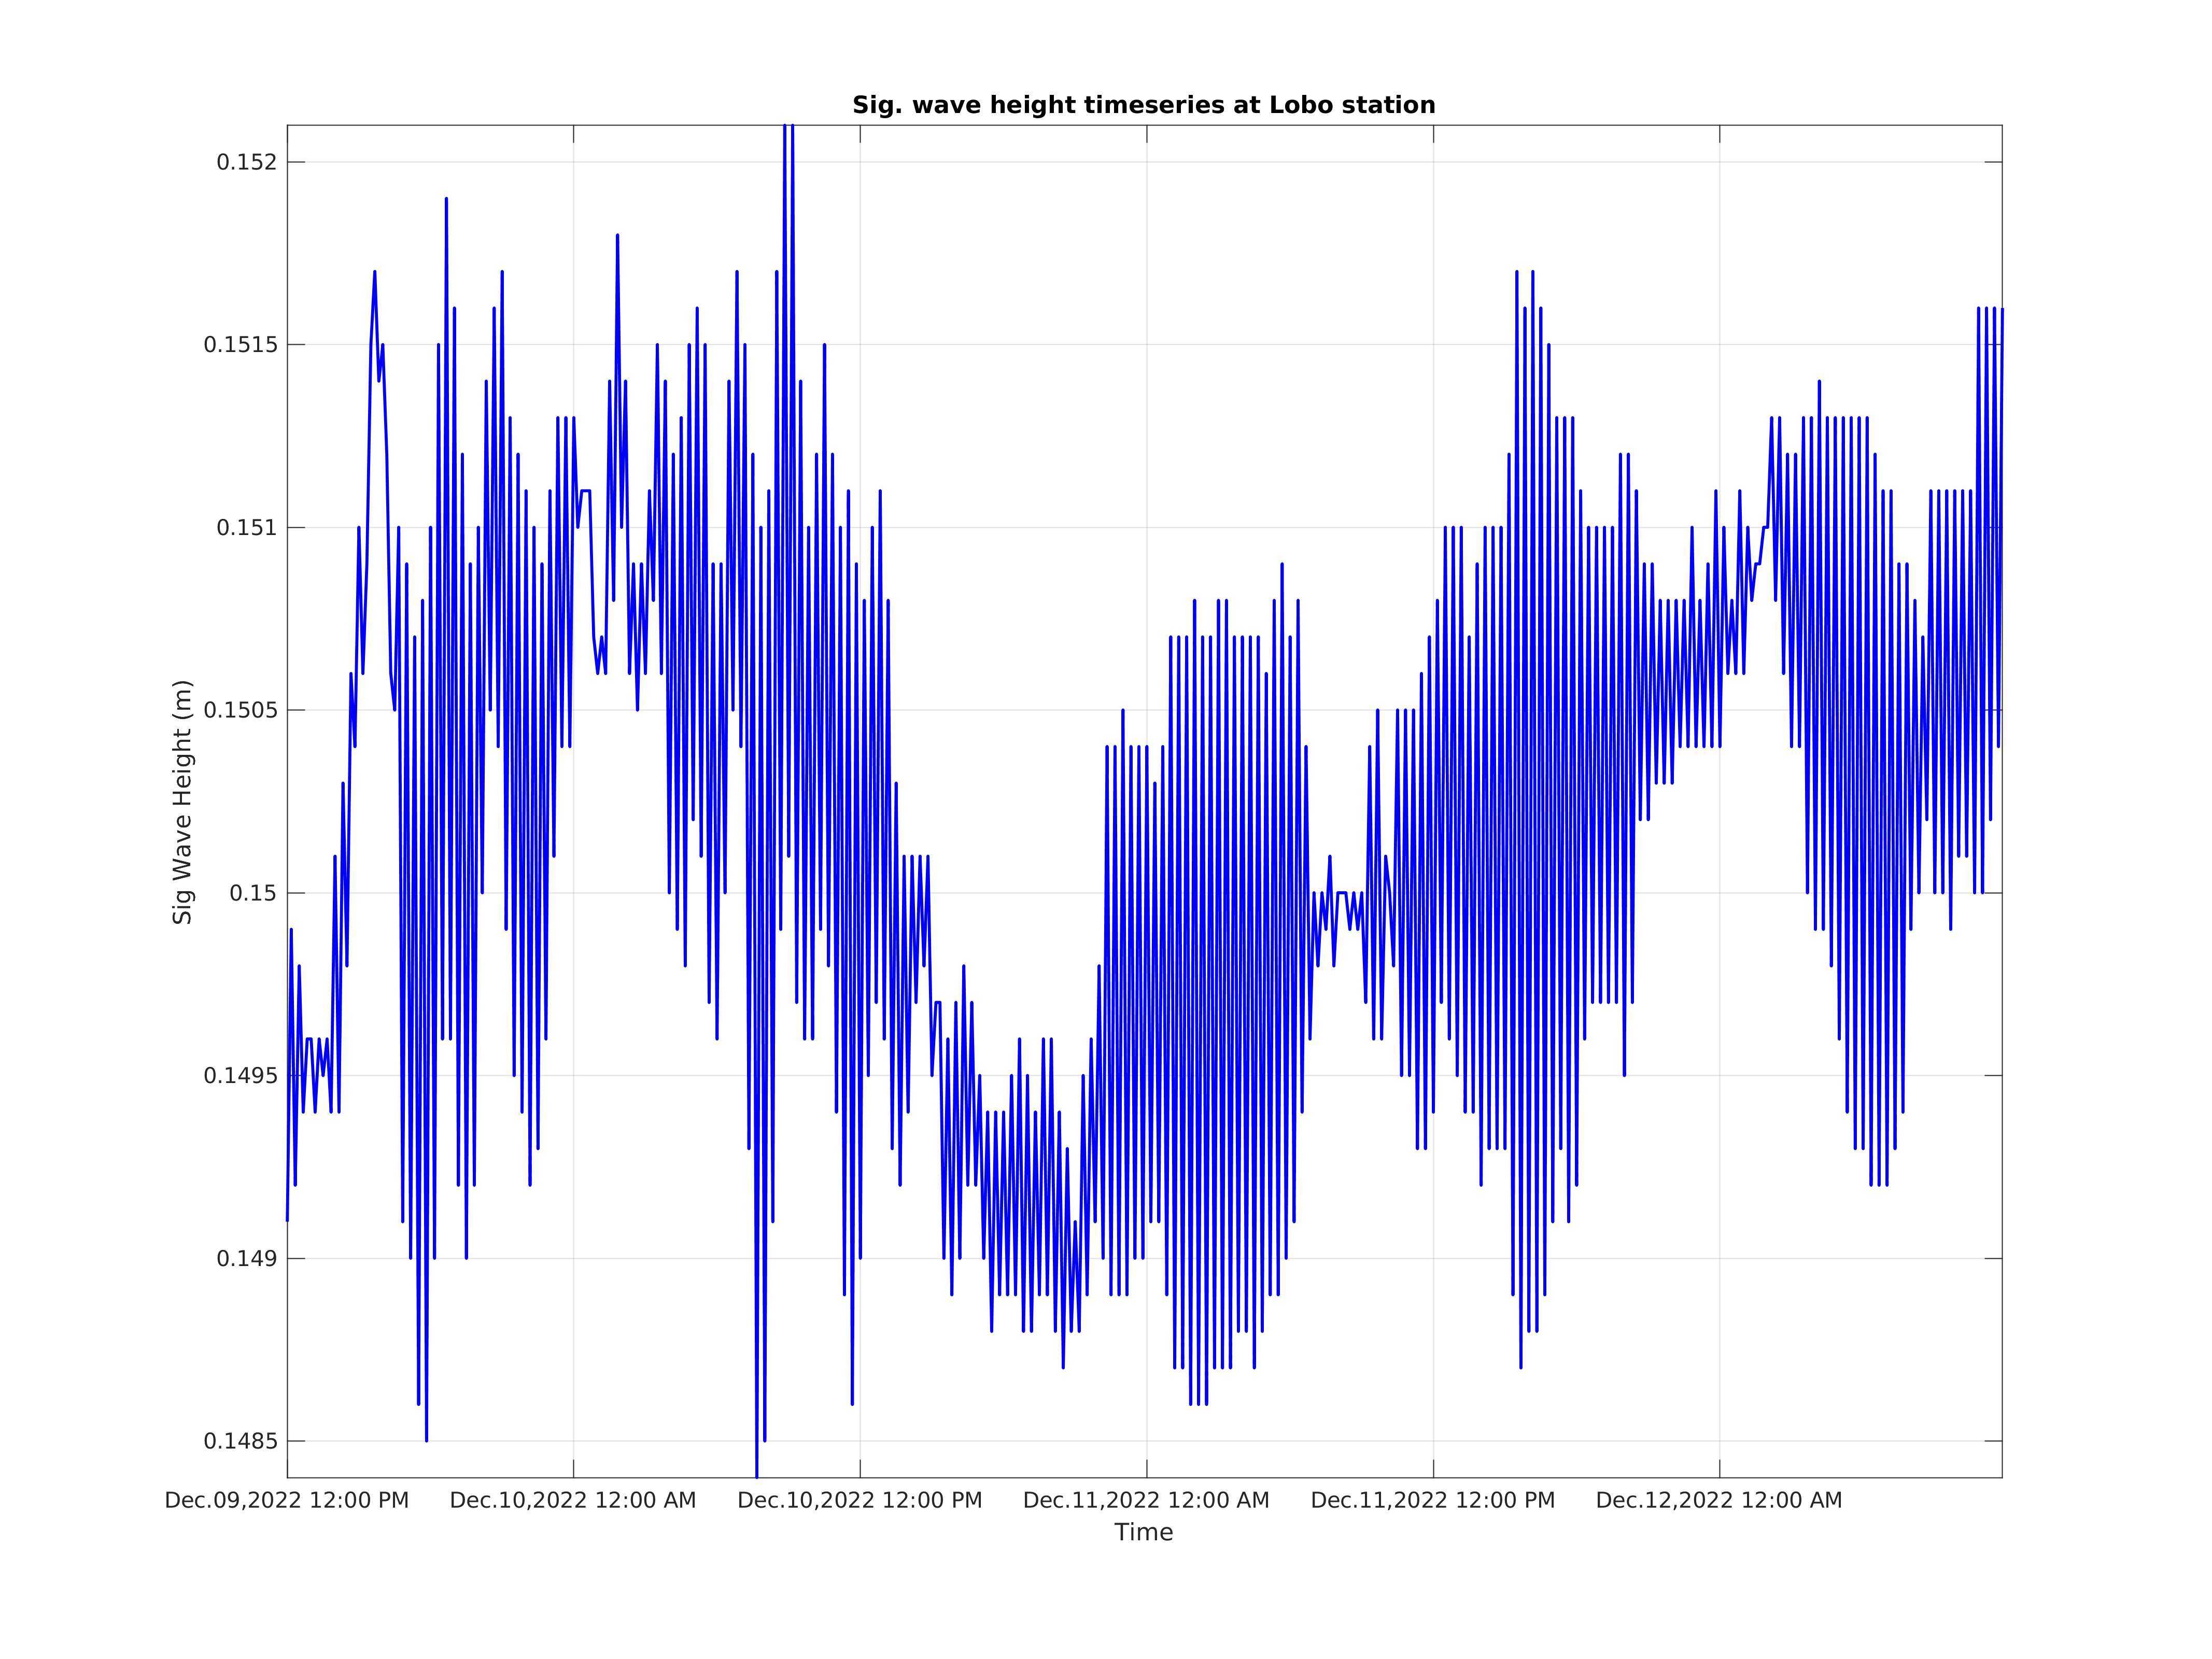 Sig. wave height timeseries at Lobo station
0.152
0.1515
0.151
0.1505
0.15
0.1495
0.149
0.1485
Sig Wave Height (m)
Dec.09,2022 12:00 PM Dec.10,2022 12:00 AM Dec.10,2022 12:00 PM Dec.11,2022 12:00 AM Dec.11,2022 12:00 PM Dec.12,2022 12:00 AM
Time